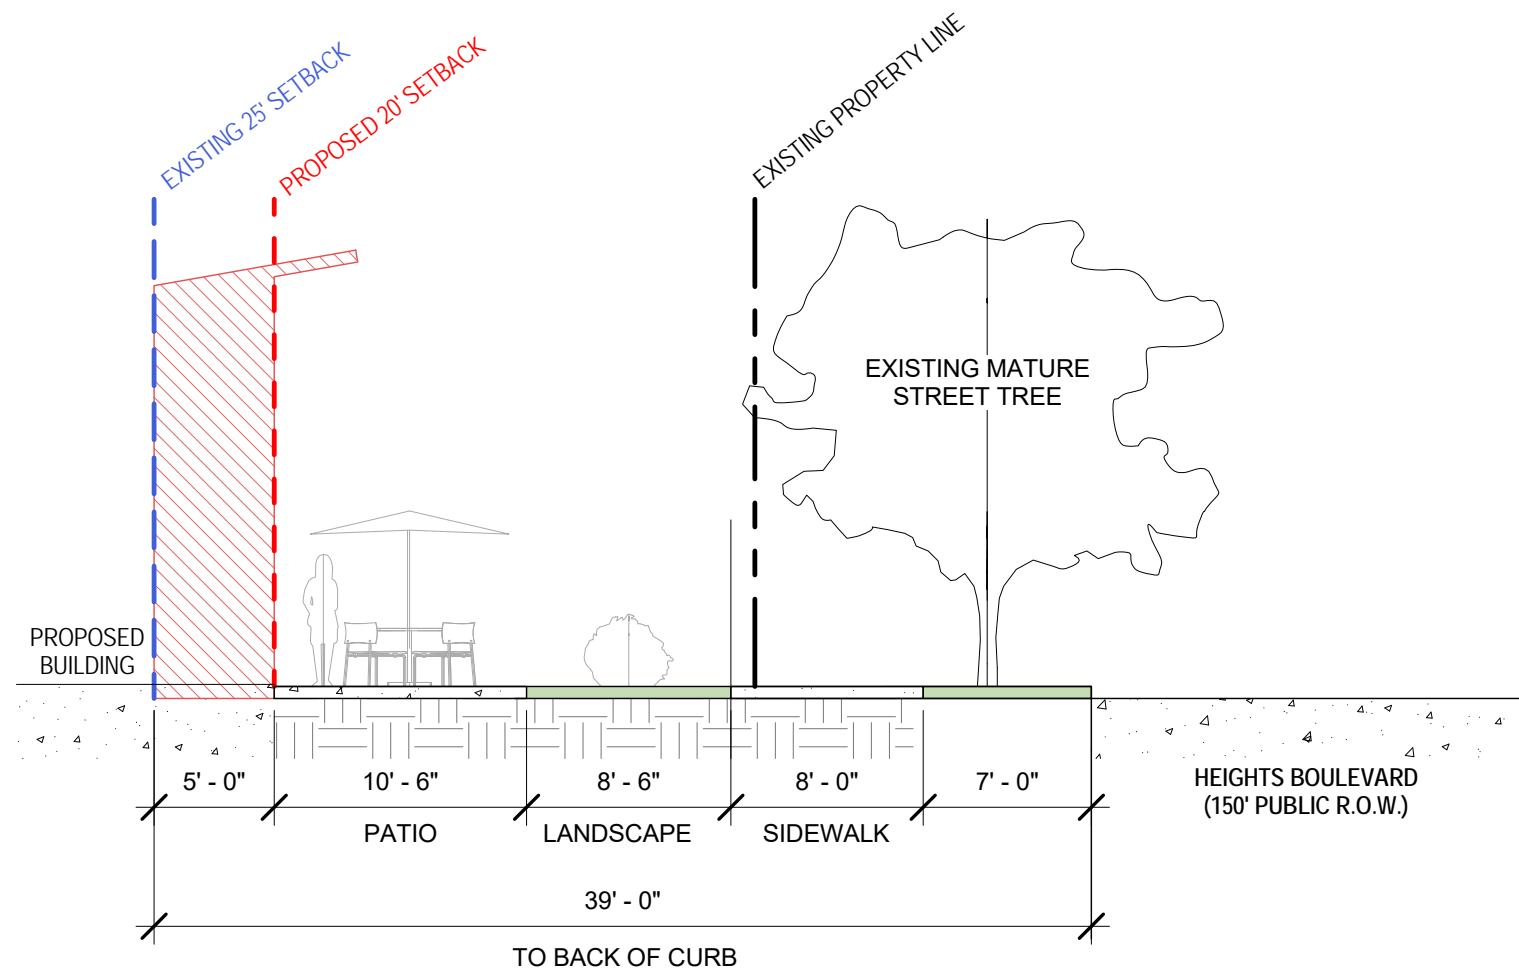 EXISTING 25' SETBACK
PROPOSED 20' SETBACK
EXISTING PROPERTY LINE
EXISTING MATURE
STREET TREE
PROPOSED
BUILDING
5' - 0"
10' - 6"
8' - 6"
8' - 0"
7' - 0"
HEIGHTS BOULEVARD
(150' PUBLIC R.O.W.)
PATIO
LANDSCAPE
SIDEWALK
39' - 0"
TO BACK OF CURB